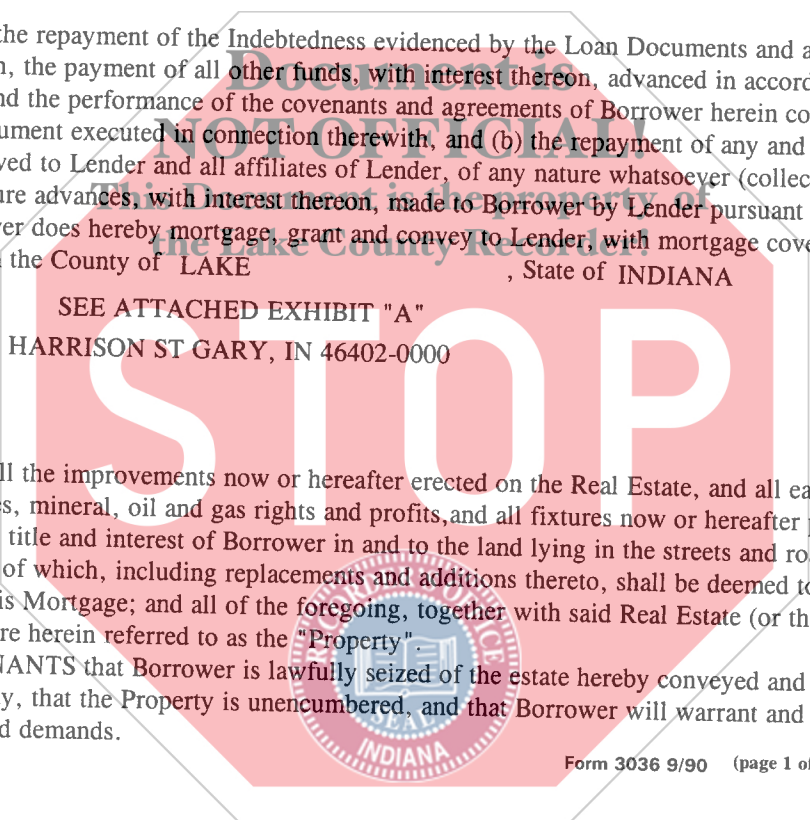 the repayment of the Indebtedness evidenced by the Loan Documents and a
n, the payment of all other funds, with interest thereon, advanced in accord
nd the performance of the covenants and agreements of Borrower herein co
ument executed in connection therewith, and (b) the repayment of any and
ved to Lender and all affiliates of Lender, of any nature whatsoever (collec
ure advances, with interest thereon, made to Borrower by Lender pursuant
ver does hereby mortgage, grant and convey to Lender, with mortgage cove
the County of LAKE , State of INDIANA
Document is
NOT OFFICIAL!
This Document is the property of
the Lake County Recorder!
SEE ATTACHED EXHIBIT "A"
HARRISON ST GARY, IN 46402-0000
STOP
ll the improvements now or hereafter erected on the Real Estate, and all ea
s, mineral, oil and gas rights and profits,and all fixtures now or hereafter
title and interest of Borrower in and to the land lying in the streets and ro
of which, including replacements and additions thereto, shall be deemed to
is Mortgage; and all of the foregoing, together with said Real Estate (or th
re herein referred to as the "Property".
NANTS that Borrower is lawfully seized of the estate hereby conveyed and
y, that the Property is unencumbered, and that Borrower will warrant and
d demands.
RECORDER'S OFFICE
SEAL
INDIANA
Form 3036 9/90 (page 1 of